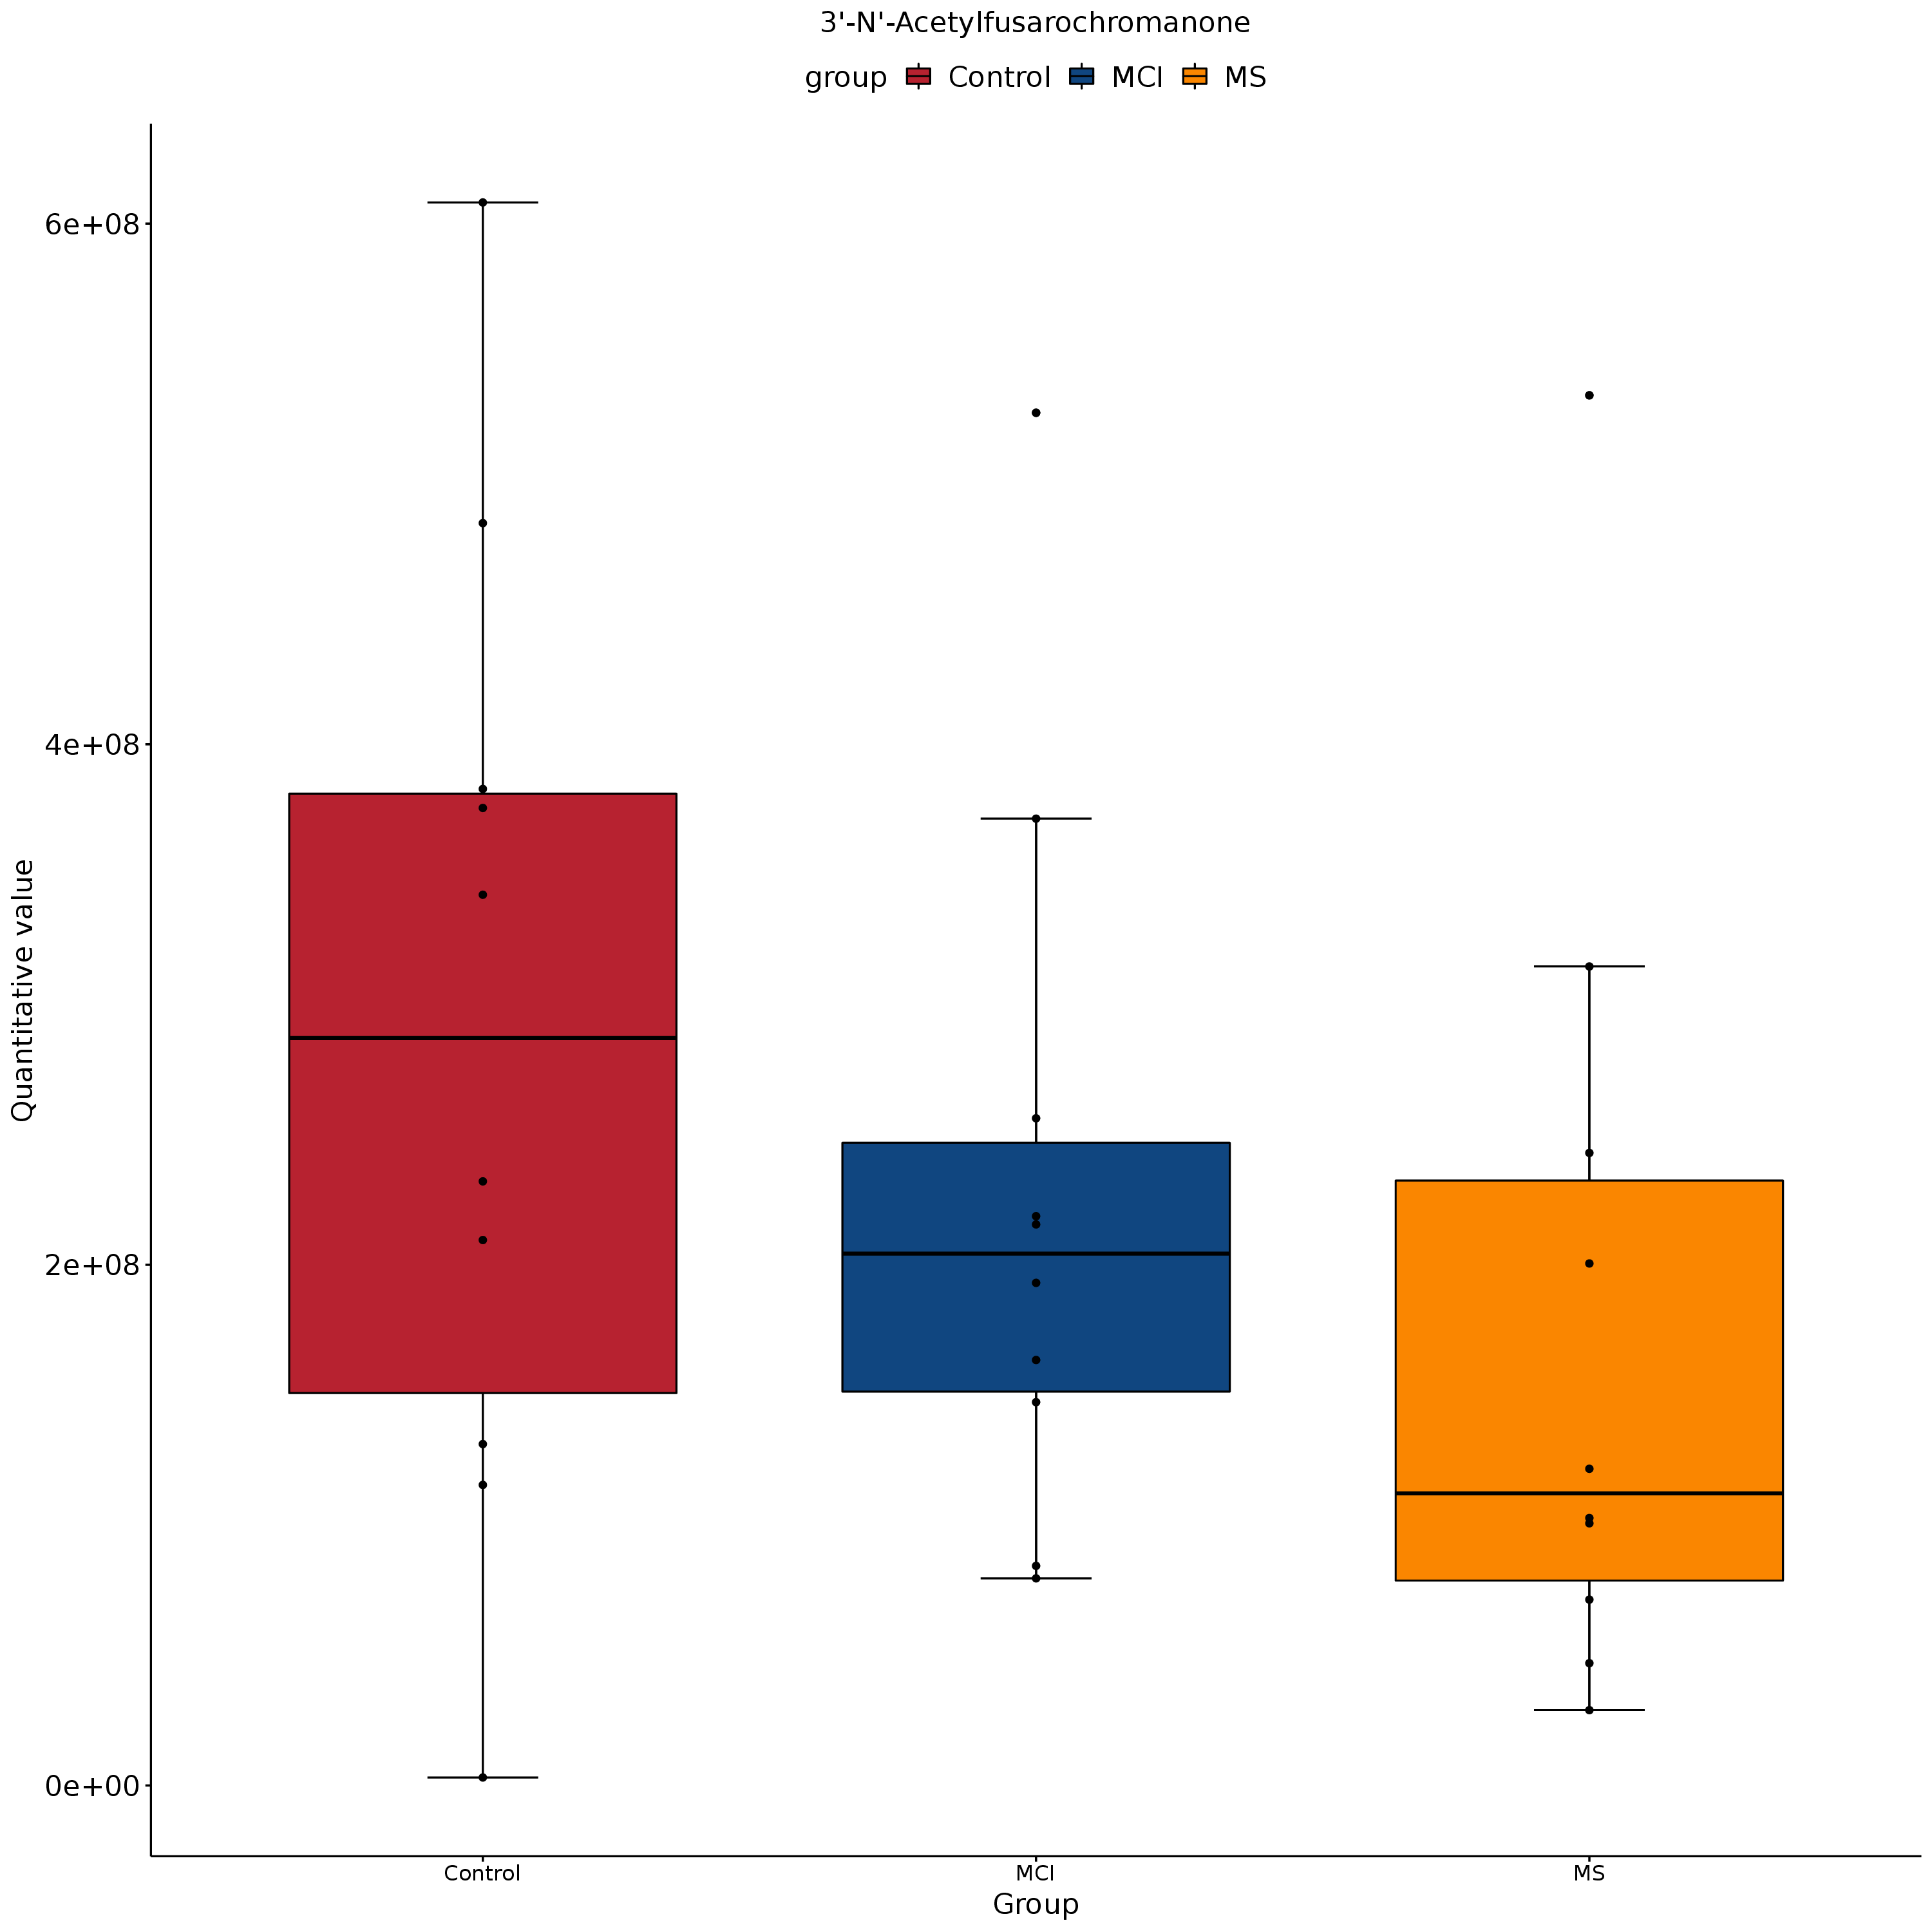 3'-N'-Acetylfusarochromanone
group Control MCI MS
6e+08
4e+08
2e+08
0e+00
Quantitative value
Control MCI MS
Group